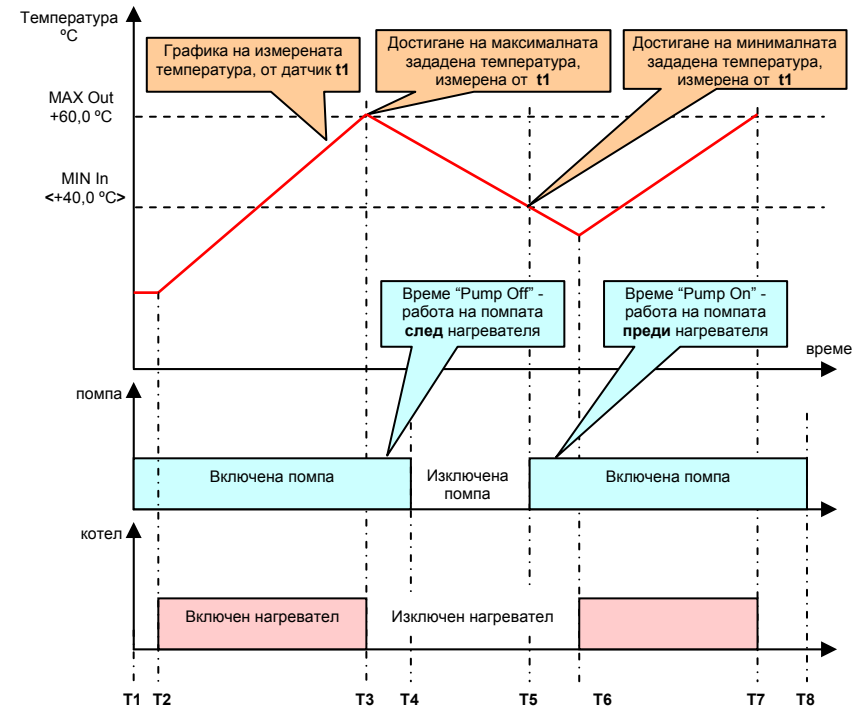 Температура
ºC
Графика на измерената
температура, от датчик t1
Достигане на максималната
зададена температура,
измерена от t1
Достигане на минималната
зададена температура,
измерена от t1
MAX Out
+60,0 ºC
MIN In
<+40,0 ºC>
Време “Pump Off” -
работа на помпата
след нагревателя
Време “Pump On” -
работа на помпата
преди нагревателя
време
помпа
Включена помпа
Изключена
помпа
Включена помпа
котел
Включен нагревател
Изключен нагревател
T1 T2 T3 T4 T5 T6 T7 T8